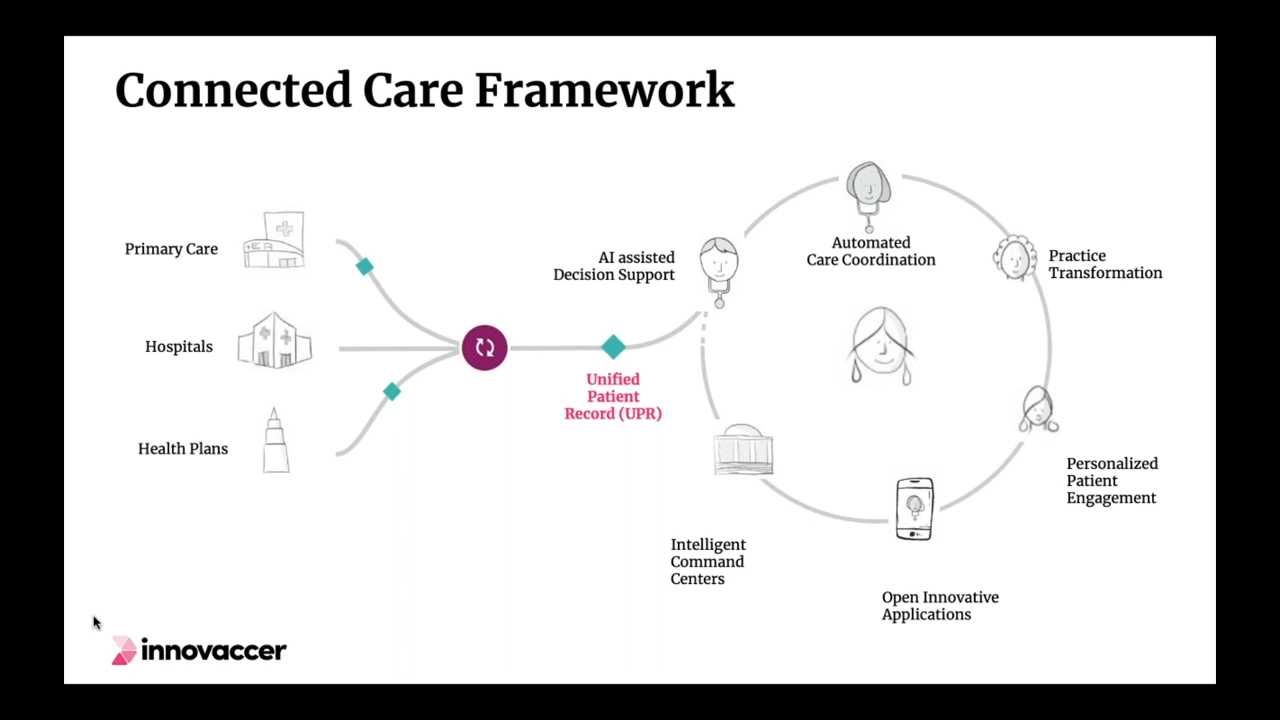 Connected Care Framework
Primary Care
Hospitals
Health Plans
Unified
Patient
Record (UPR)
AI assisted
Decision Support
Automated
Care Coordination
Practice
Transformation
Personalized
Patient
Engagement
Open Innovative
Applications
Intelligent
Command
Centers
innovaccer